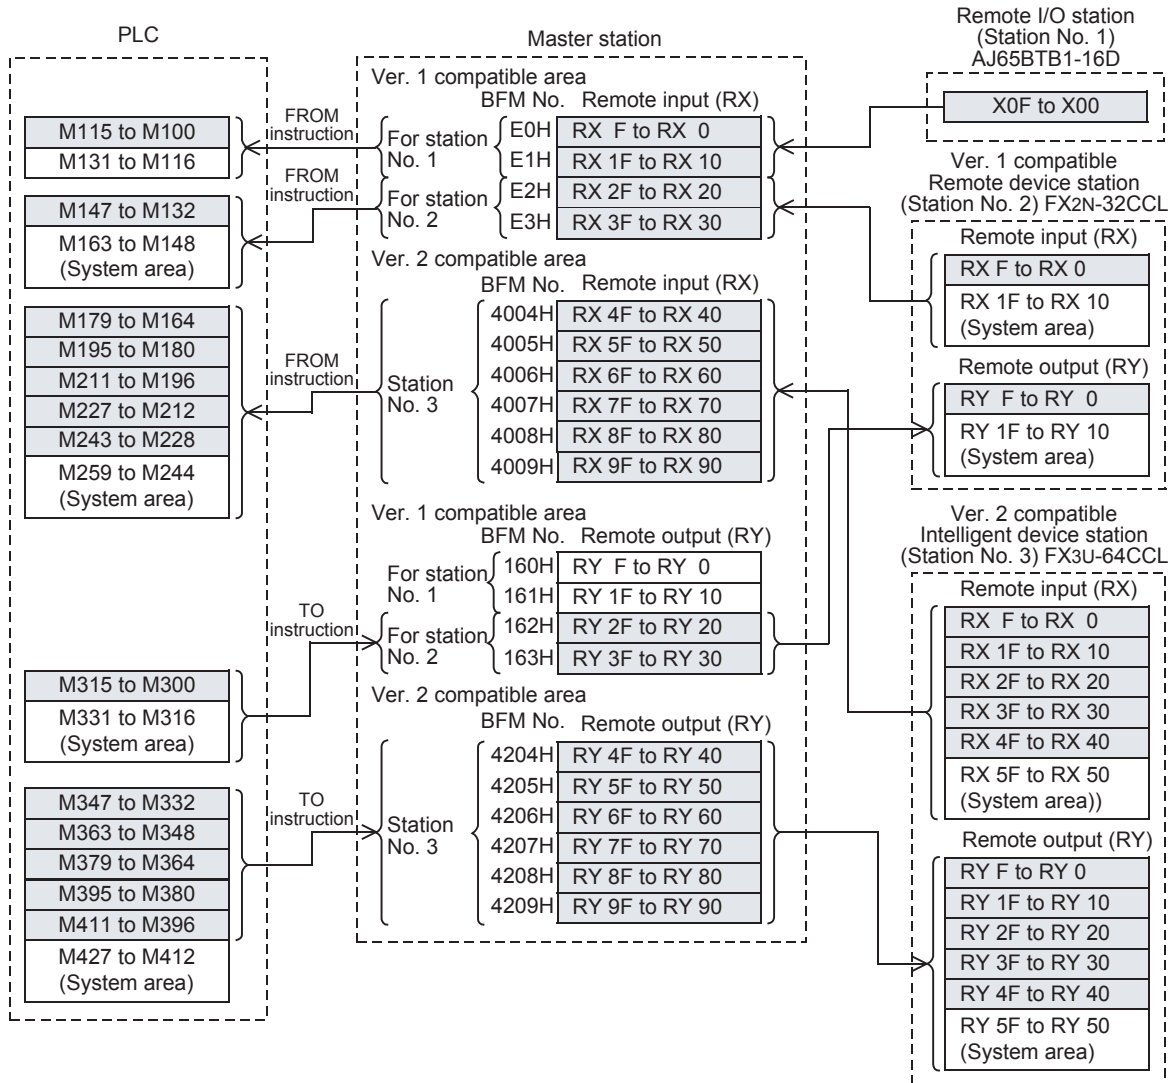 PLC
M115 to M100
M131 to M116
M147 to M132
M163 to M148
(System area)
M179 to M164
M195 to M180
M211 to M196
M227 to M212
M243 to M228
M259 to M244
(System area)
M315 to M300
M331 to M316
(System area)
M347 to M332
M363 to M348
M379 to M364
M395 to M380
M411 to M396
M427 to M412
(System area)
FROM
instruction
FROM
instruction
FROM
instruction
TO
instruction
TO
instruction
Master station
Ver. 1 compatible area
BFM No. Remote input (RX)
For station
No. 1
E0H RX F to RX 0
E1H RX 1F to RX 10
For station
No. 2
E2H RX 2F to RX 20
E3H RX 3F to RX 30
Ver. 2 compatible area
BFM No. Remote input (RX)
Station
No. 3
4004H RX 4F to RX 40
4005H RX 5F to RX 50
4006H RX 6F to RX 60
4007H RX 7F to RX 70
4008H RX 8F to RX 80
4009H RX 9F to RX 90
Ver. 1 compatible area
BFM No. Remote output (RY)
For station
No. 1
160H RY F to RY 0
161H RY 1F to RY 10
For station
No. 2
162H RY 2F to RY 20
163H RY 3F to RY 30
Ver. 2 compatible area
BFM No. Remote output (RY)
Station
No. 3
4204H RY 4F to RY 40
4205H RY 5F to RY 50
4206H RY 6F to RY 60
4207H RY 7F to RY 70
4208H RY 8F to RY 80
4209H RY 9F to RY 90
Remote I/O station
(Station No. 1)
AJ65BTB1-16D
X0F to X00
Ver. 1 compatible
Remote device station
(Station No. 2) FX2N-32CCL
Remote input (RX)
RX F to RX 0
RX 1F to RX 10
(System area)
Remote output (RY)
RY F to RY 0
RY 1F to RY 10
(System area)
Ver. 2 compatible
Intelligent device station
(Station No. 3) FX3U-64CCL
Remote input (RX)
RX F to RX 0
RX 1F to RX 10
RX 2F to RX 20
RX 3F to RX 30
RX 4F to RX 40
RX 5F to RX 50
(System area))
Remote output (RY)
RY F to RY 0
RY 1F to RY 10
RY 2F to RY 20
RY 3F to RY 30
RY 4F to RY 40
RY 5F to RY 50
(System area)